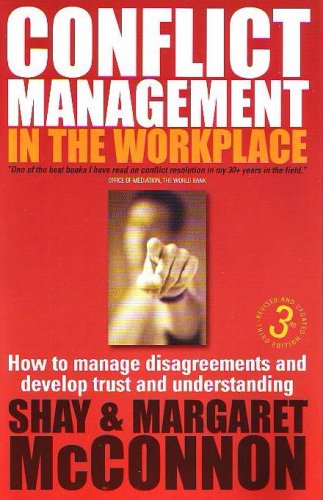 CONFLICT
MANAGEMENT
IN THE WORKPLACE
"One of the best books I have read on conflict resolution in my 30+ years in the field."
OFFICE OF MEDIATION, THE WORLD BANK
3RD
REVISED AND UPDATED
THIRD EDITION
How to manage disagreements and
develop trust and understanding
SHAY & MARGARET
McCONNON